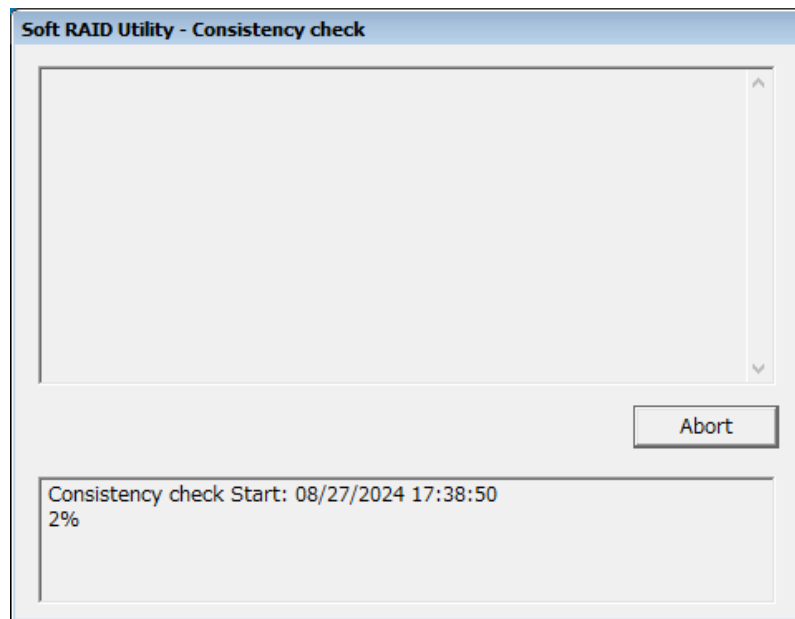 Soft RAID Utility - Consistency check
Abort
Consistency check Start: 08/27/2024 17:38:50
2%